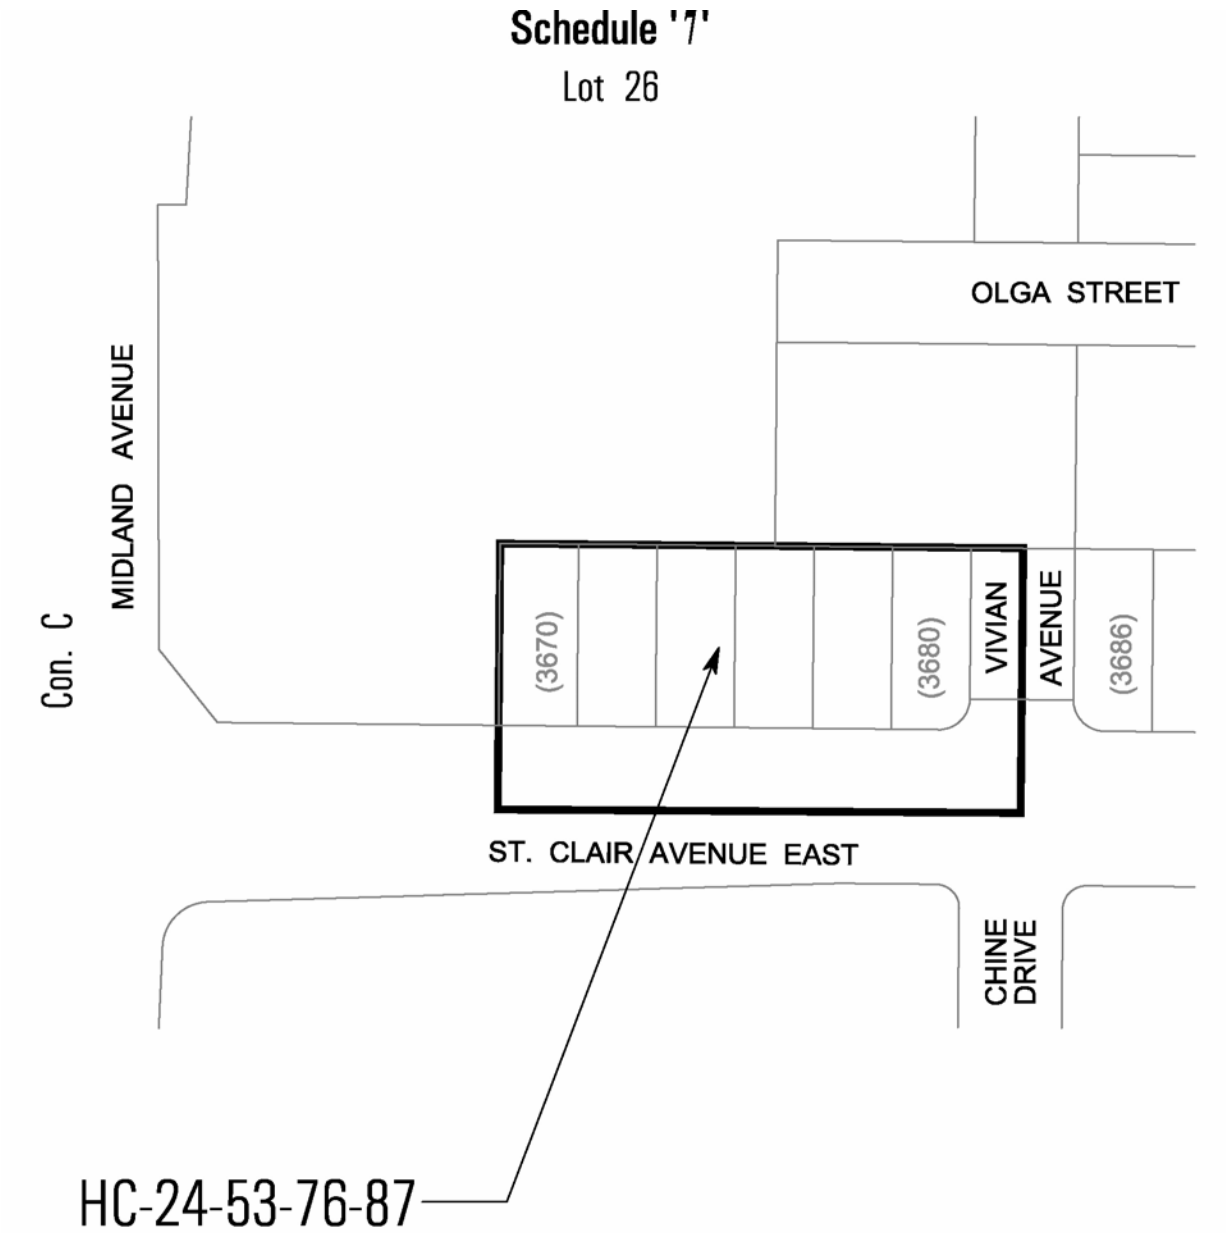 Schedule '7'
Lot 26
OLGA STREET
MIDLAND AVENUE
Con. C
(3670)
(3680)
VIVIAN
AVENUE
(3686)
ST. CLAIR AVENUE EAST
CHINE
DRIVE
HC-24-53-76-87